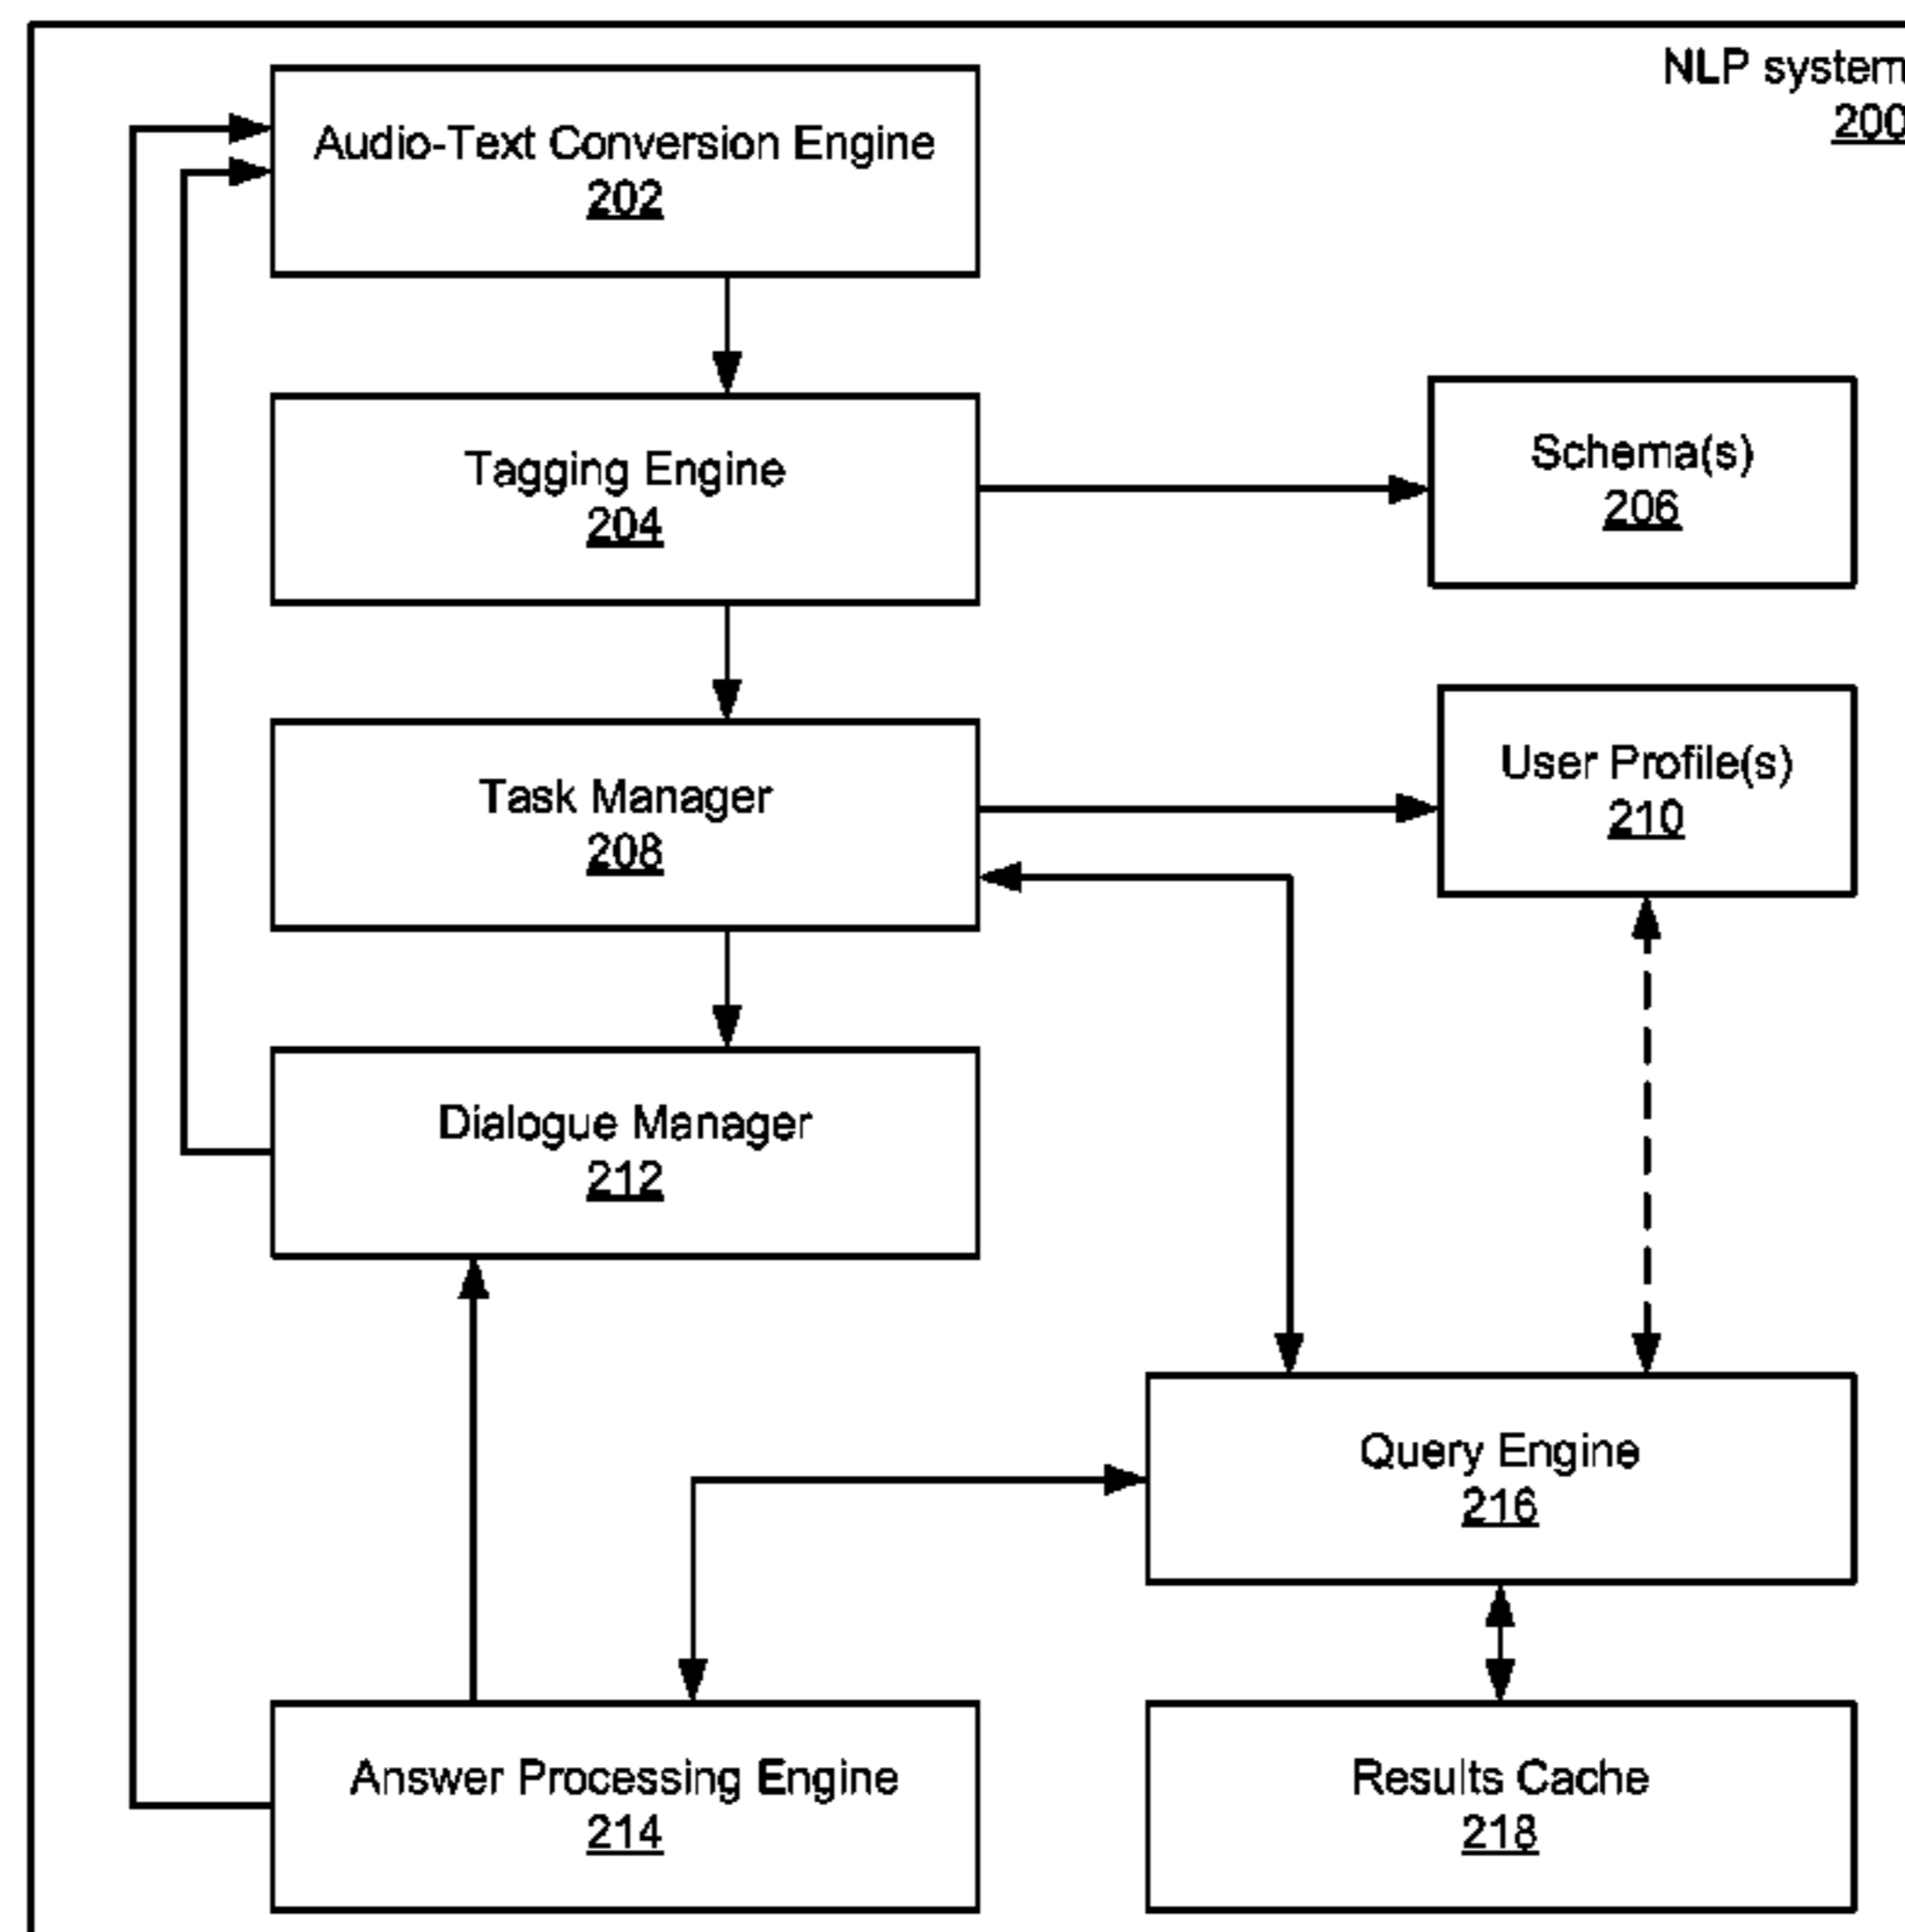 NLP system
200
Audio-Text Conversion Engine
202
Tagging Engine
204
Schema(s)
206
Task Manager
208
User Profile(s)
210
Dialogue Manager
212
Query Engine
216
Answer Processing Engine
214
Results Cache
218